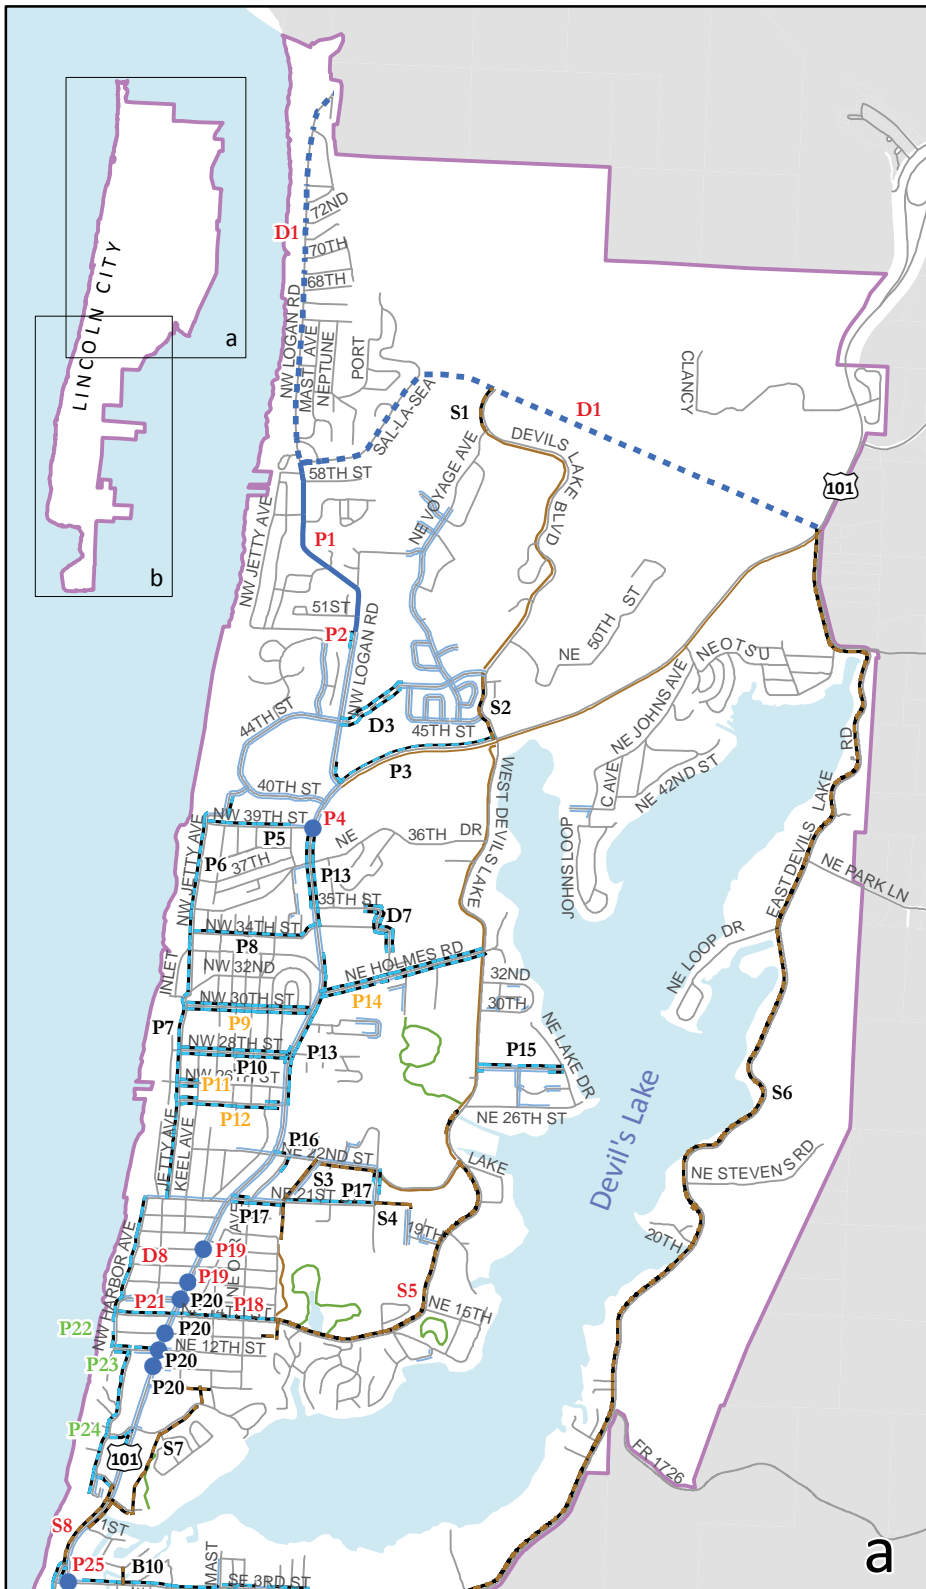 LINCOLN CITY
a
b
72ND
D1
70TH
68TH
NW LOGAN RD
MAST AVE
NEPTUNE
PORT
SAL-LA-SEA
58TH ST
S1
D1
CLANCY
DEVILS LAKE BLVD
NE VOYAGE AVE
101
NW JETTY AVE
P1
51ST
P2
NW LOGAN RD
NE 50TH ST
NE OTSU
NE JOHNS AVE
44TH ST
D3
S2
45TH ST
P3
WEST DEVILS LAKE
C AVE
NE 42ND ST
EAST DEVILS LAKE RD
40TH ST
NW 39TH ST
P4
P5
NE 36TH DR
JOHNS LOOP
NW JETTY AVE
P6
37TH
P13
NE PARK LN
35TH ST
D7
NW 34TH ST
P8
NE LOOP DR
NW 32ND
NE HOLMES RD
INLET
32ND
NW 30TH ST
P14
30TH
P9
P7
NE LAKE DR
NW 28TH ST
P13
P10
P15
NW 26TH ST
P11
Devil's Lake
S6
P12
NE 26TH ST
JETTY AVE
KEEL AVE
P16
NE 22ND ST
LAKE
S3
NE STEVENS RD
NE 21ST
P17
P17
S4
NW HARBOR AVE
NE OAR AVE
19TH
20TH
D8
P19
P19
S5
P21
P20
NE 14TH ST
P18
NE 15TH
P22
P20
NE 12TH ST
P23
P20
P20
P24
S7
101
FR 1726
S8
1ST
P25
B10
MAST
SE 3RD ST
a